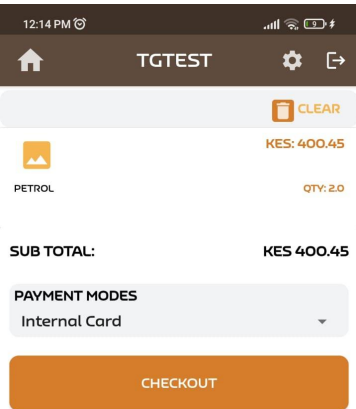 12:14 PM
9
TGTEST
CLEAR
KES: 400.45
PETROL
QTY: 2.0
SUB TOTAL:
KES 400.45
PAYMENT MODES
Internal Card
CHECKOUT